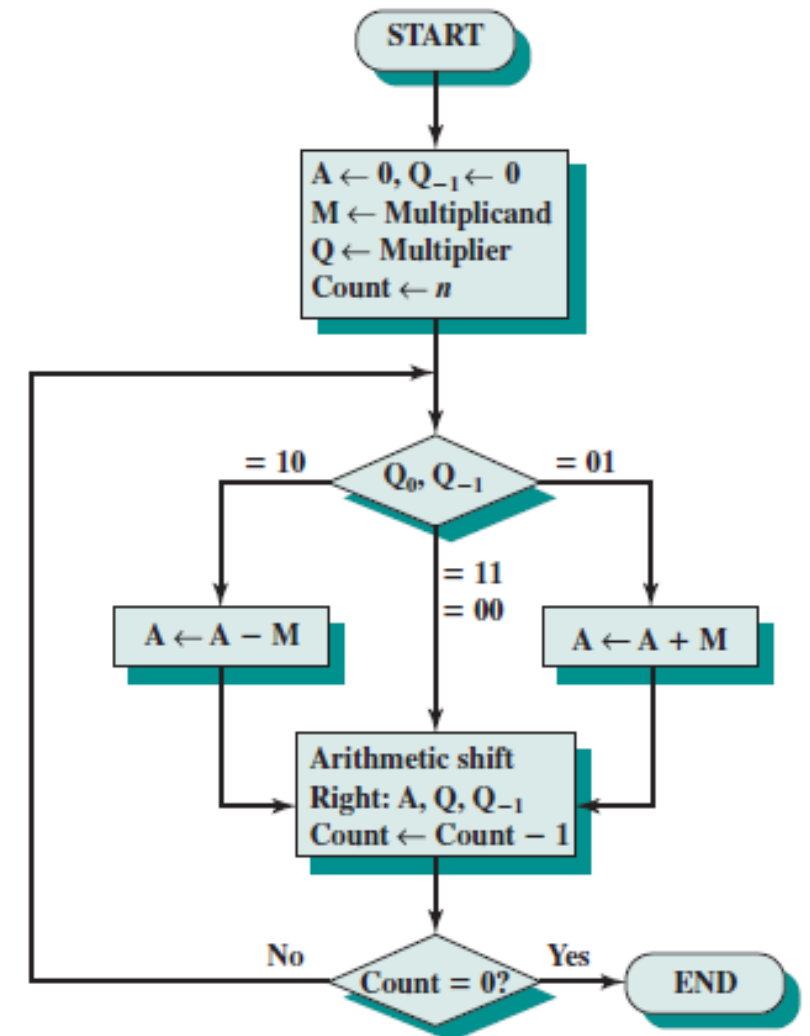 START
A ← 0, Q₋₁ ← 0
M ← Multiplicand
Q ← Multiplier
Count ← n
= 10
Q₀, Q₋₁
= 01
= 11
= 00
A ← A − M
A ← A + M
Arithmetic shift
Right: A, Q, Q₋₁
Count ← Count − 1
No
Count = 0?
Yes
END